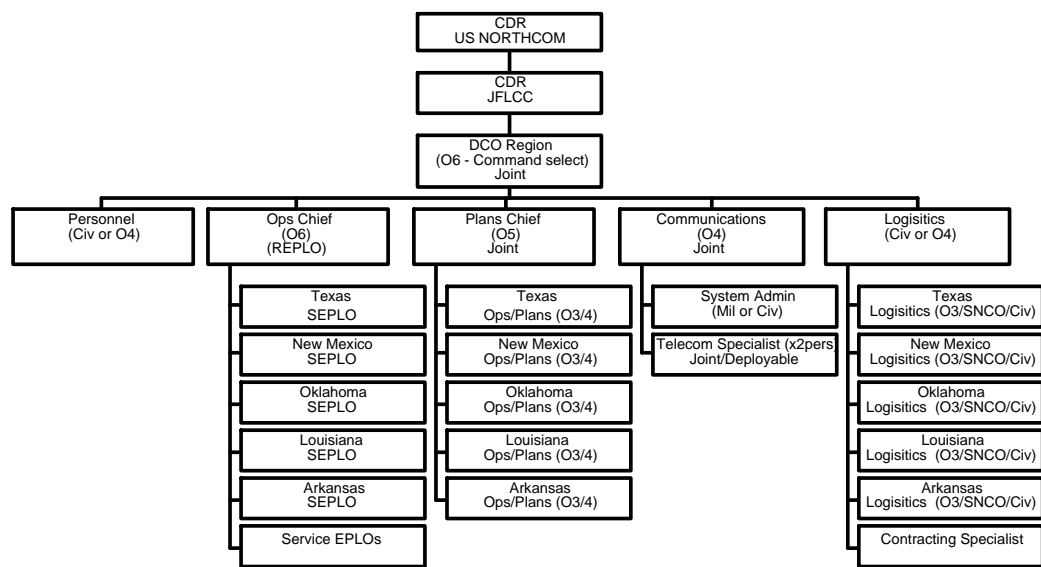 CDR
US NORTHCOM
CDR
JFLCC
DCO Region
(O6 - Command select)
Joint
Personnel
(Civ or O4)
Ops Chief
(O6)
(REPLO)
Plans Chief
(O5)
Joint
Communications
(O4)
Joint
Logisitics
(Civ or O4)
Texas
SEPLO
New Mexico
SEPLO
Oklahoma
SEPLO
Louisiana
SEPLO
Arkansas
SEPLO
Service EPLOs
Texas
Ops/Plans (O3/4)
New Mexico
Ops/Plans (O3/4)
Oklahoma
Ops/Plans (O3/4)
Louisiana
Ops/Plans (O3/4)
Arkansas
Ops/Plans (O3/4)
System Admin
(Mil or Civ)
Telecom Specialist (x2pers)
Joint/Deployable
Texas
Logisitics (O3/SNCO/Civ)
New Mexico
Logisitics (O3/SNCO/Civ)
Oklahoma
Logisitics (O3/SNCO/Civ)
Louisiana
Logisitics (O3/SNCO/Civ)
Arkansas
Logisitics (O3/SNCO/Civ)
Contracting Specialist